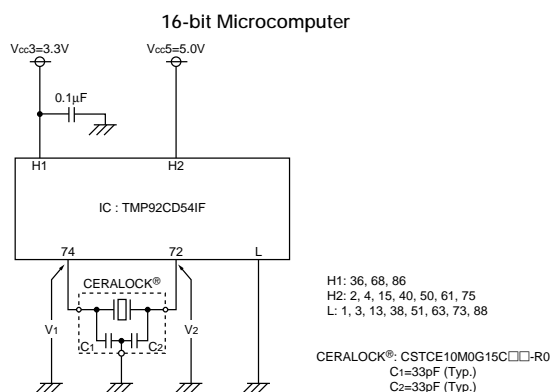 16-bit Microcomputer
Vcc3=3.3V
Vcc5=5.0V
0.1μF
H1
H2
IC : TMP92CD54IF
74
72
L
CERALOCK®
V1
V2
C1
C2
H1: 36, 68, 86
H2: 2, 4, 15, 40, 50, 61, 75
L: 1, 3, 13, 38, 51, 63, 73, 88
CERALOCK®: CSTCE10M0G15C□□-R0
C1=33pF (Typ.)
C2=33pF (Typ.)